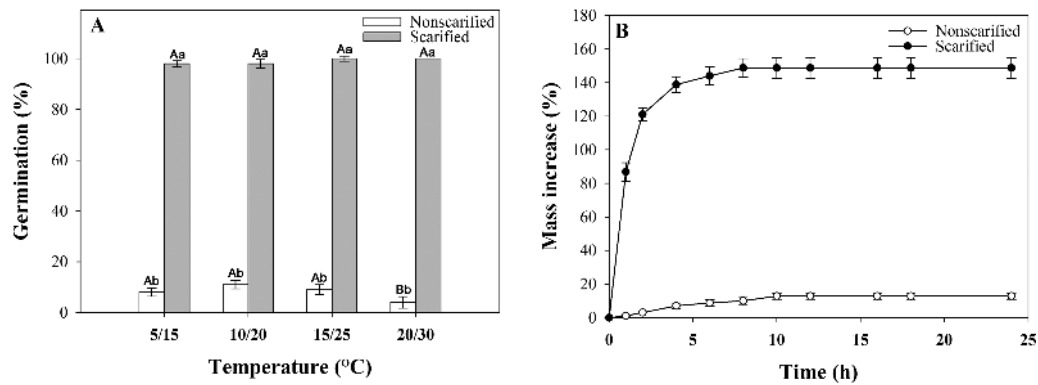 A
Nonscarified
Scarified
Germination (%)
100
80
60
40
20
0
Aa
Aa
Aa
Aa
Ab
Ab
Ab
Bb
5/15
10/20
15/25
20/30
Temperature (ºC)
B
Nonscarified
Scarified
Mass increase (%)
180
160
140
120
100
80
60
40
20
0
0
5
10
15
20
25
Time (h)